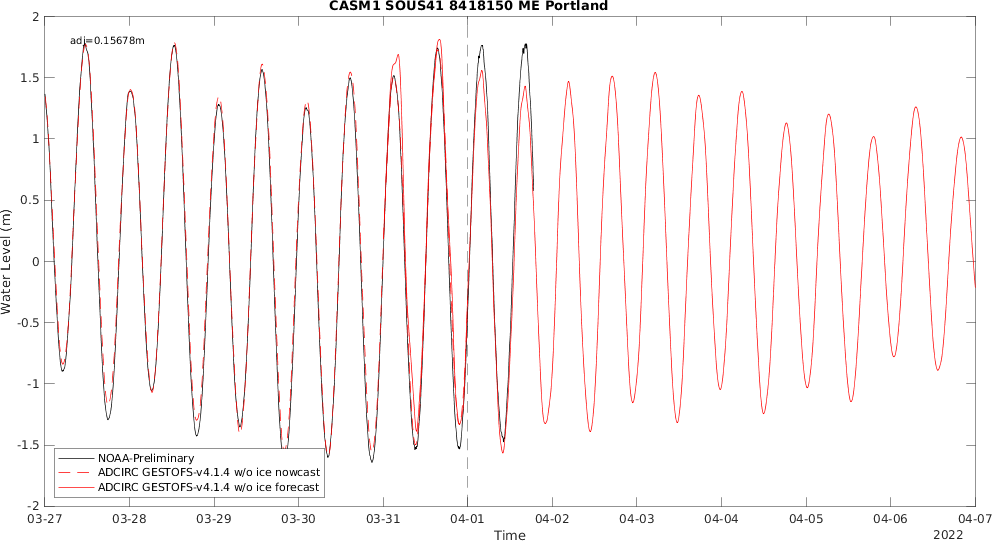 CASM1 SOUS41 8418150 ME Portland
adj=0.15678m
2
1.5
1
0.5
0
-0.5
-1
-1.5
-2
Water Level (m)
NOAA-Preliminary
ADCIRC GESTOFS-v4.1.4 w/o ice nowcast
ADCIRC GESTOFS-v4.1.4 w/o ice forecast
03-27 03-28 03-29 03-30 03-31 04-01 04-02 04-03 04-04 04-05 04-06 04-07
Time
2022